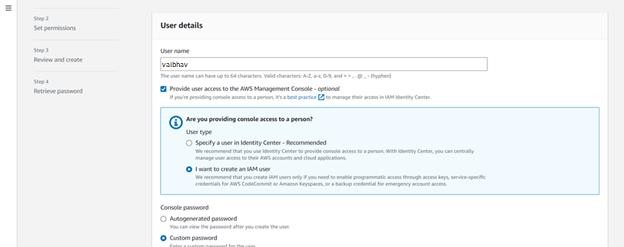 Step 2
Set permissions
Step 3
Review and create
Step 4
Retrieve password
User details
User name
vaibhav
The user name can have up to 64 characters. Valid characters: A-Z, a-z, 0-9, and + = , . @ _ - (hyphen)
Provide user access to the AWS Management Console - optional
If you're providing console access to a person, it's a best practice to manage their access in IAM Identity Center.
Are you providing console access to a person?
User type
Specify a user in Identity Center - Recommended
We recommend that you use Identity Center to provide console access to a person. With Identity Center, you can centrally
manage user access to their AWS accounts and cloud applications.
I want to create an IAM user
We recommend that you create IAM users only if you need to enable programmatic access through access keys, service-specific
credentials for AWS CodeCommit or Amazon Keyspaces, or a backup credential for emergency account access.
Console password
Autogenerated password
You can view the password after you create the user.
Custom password
Enter a custom password for the user.